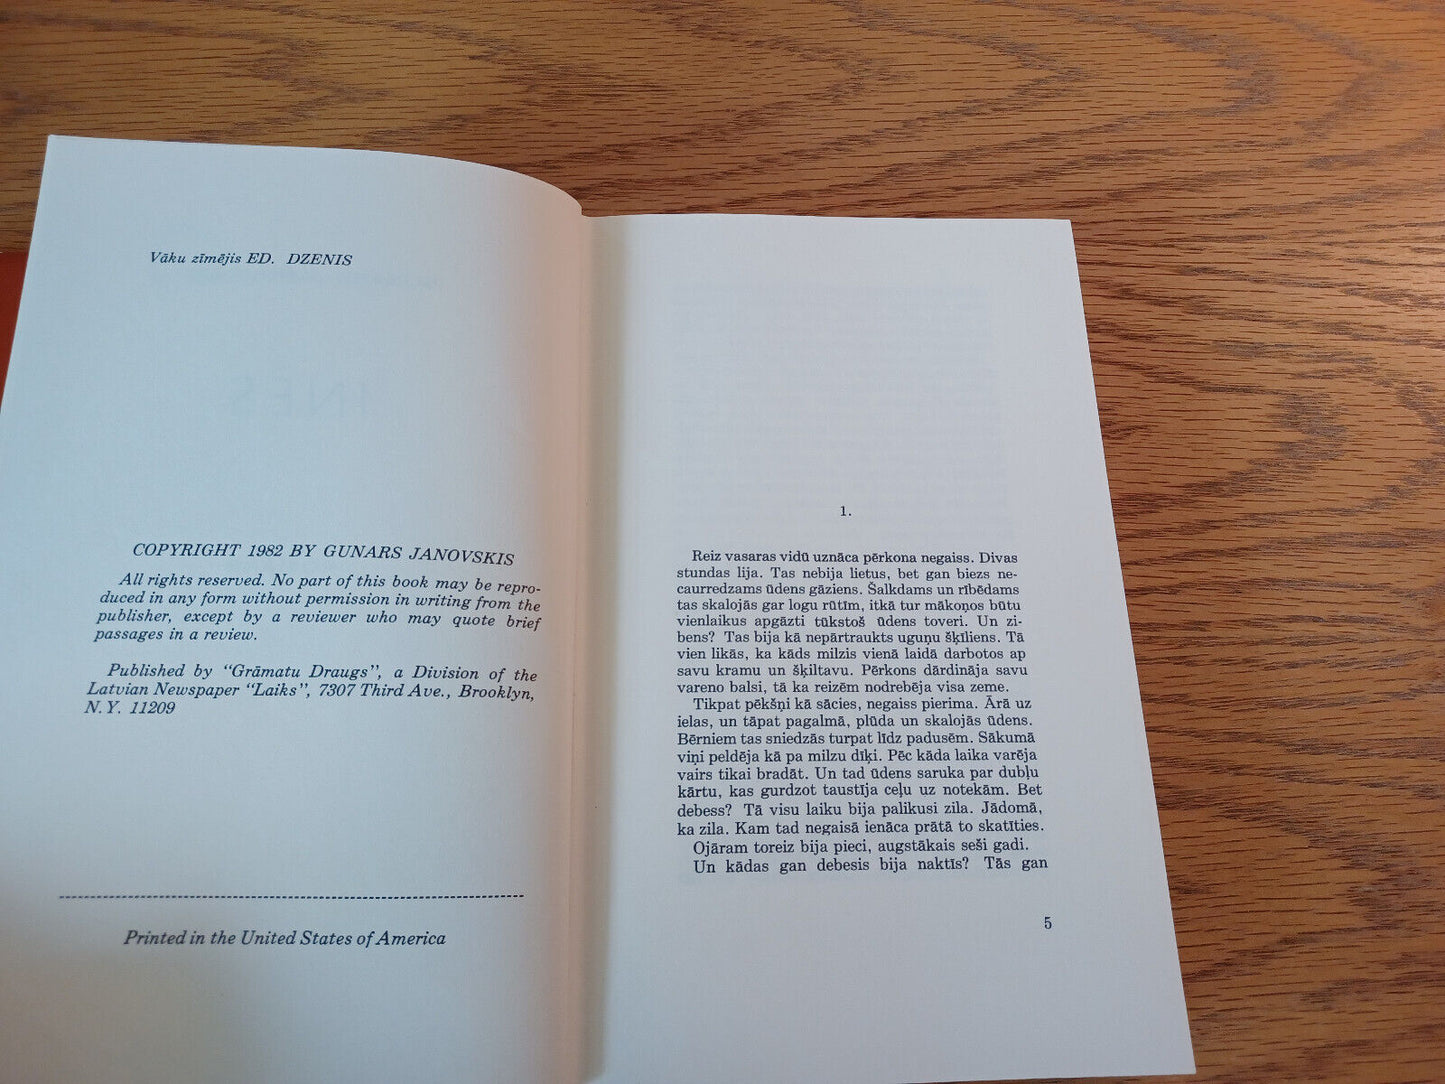 Vāku zīmējis ED. DZENIS
COPYRIGHT 1982 BY GUNARS JANOVSKIS
All rights reserved. No part of this book may be repro-
duced in any form without permission in writing from the
publisher, except by a reviewer who may quote brief
passages in a review.
Published by “Grāmatu Draugs”, a Division of the
Latvian Newspaper “Laiks”, 7307 Third Ave., Brooklyn,
N.Y. 11209
Printed in the United States of America
1.
Reiz vasaras vidū uznāca pērkona negaiss. Divas
stundas lija. Tas nebija lietus, bet gan biezs ne-
caurredzams ūdens gāziens. Šalkdams un rībēdams
tas skalojās gar logu rūtīm, itkā tur mākoņos būtu
vienlaikus apgāzti tūkstoš ūdens toveri. Un zi-
bens? Tas bija kā nepārtraukts uguņu šķīliens. Tā
vien likās, ka kāds milzis vienā laidā darbotos ap
savu kramu un šķiltavu. Pērkons dārdināja savu
vareno balsi, tā ka reizēm nodrebēja visa zeme.
Tikpat pēkšņi kā sācies, negaiss pierima. Ārā uz
ielas, un tāpat pagalmā, plūda un skalojās ūdens.
Bērniem tas sniedzās turpat līdz padusēm. Sākumā
viņi peldēja kā pa milzu dīķi. Pēc kāda laika varēja
vairs tikai bradāt. Un tad ūdens saruka par dubļu
kārtu, kas gurdzot taustīja ceļu uz notekām. Bet
debess? Tā visu laiku bija palikusi zila. Jādomā,
ka zila. Kam tad negaisā ienāca prātā to skatīties.
Ojāram toreiz bija pieci, augstākais seši gadi.
Un kādas gan debesis bija naktīs? Tās gan
5